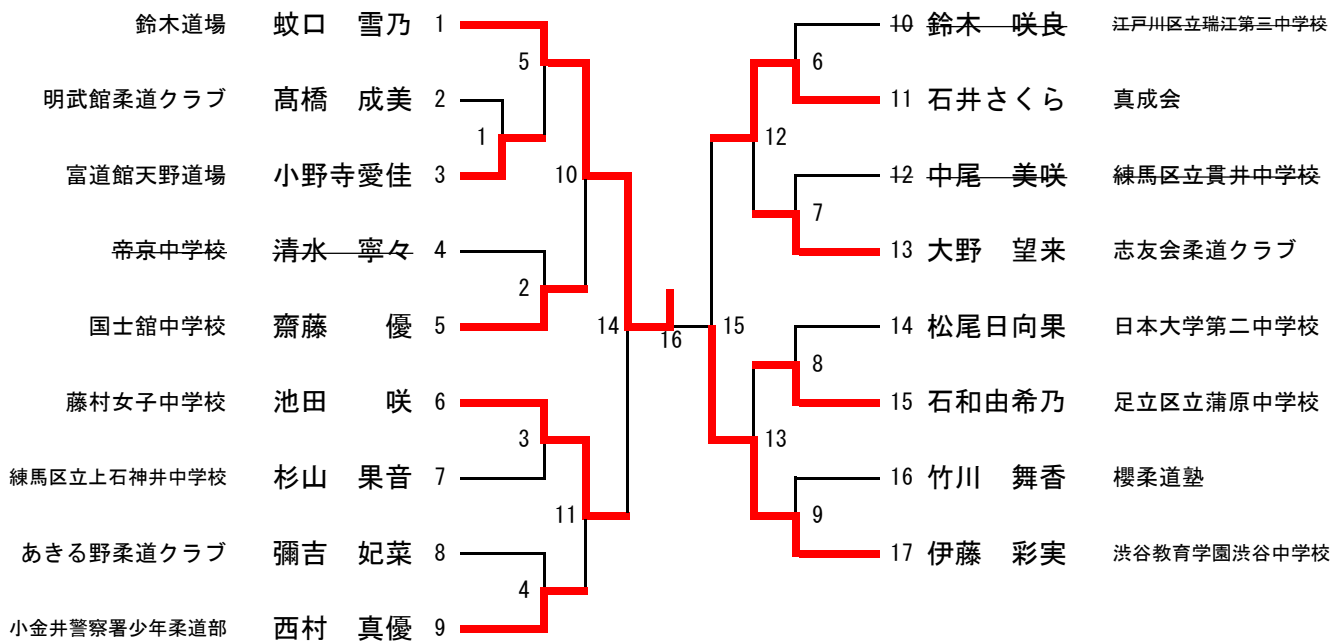 鈴木道場 蚊口 雪乃 1
明武館柔道クラブ 髙橋 成美 2
富道館天野道場 小野寺愛佳 3
帝京中学校 清水 寧々 4
国士舘中学校 齋藤 優 5
藤村女子中学校 池田 咲 6
練馬区立上石神井中学校 杉山 果音 7
あきる野柔道クラブ 彌吉 妃菜 8
小金井警察署少年柔道部 西村 真優 9
5
1
10
2
14
3
11
4
16
15
6
12
7
8
13
9
10 鈴木 咲良 江戸川区立瑞江第三中学校
11 石井さくら 真成会
12 中尾 美咲 練馬区立貫井中学校
13 大野 望来 志友会柔道クラブ
14 松尾日向果 日本大学第二中学校
15 石和由希乃 足立区立蒲原中学校
16 竹川 舞香 櫻柔道塾
17 伊藤 彩実 渋谷教育学園渋谷中学校